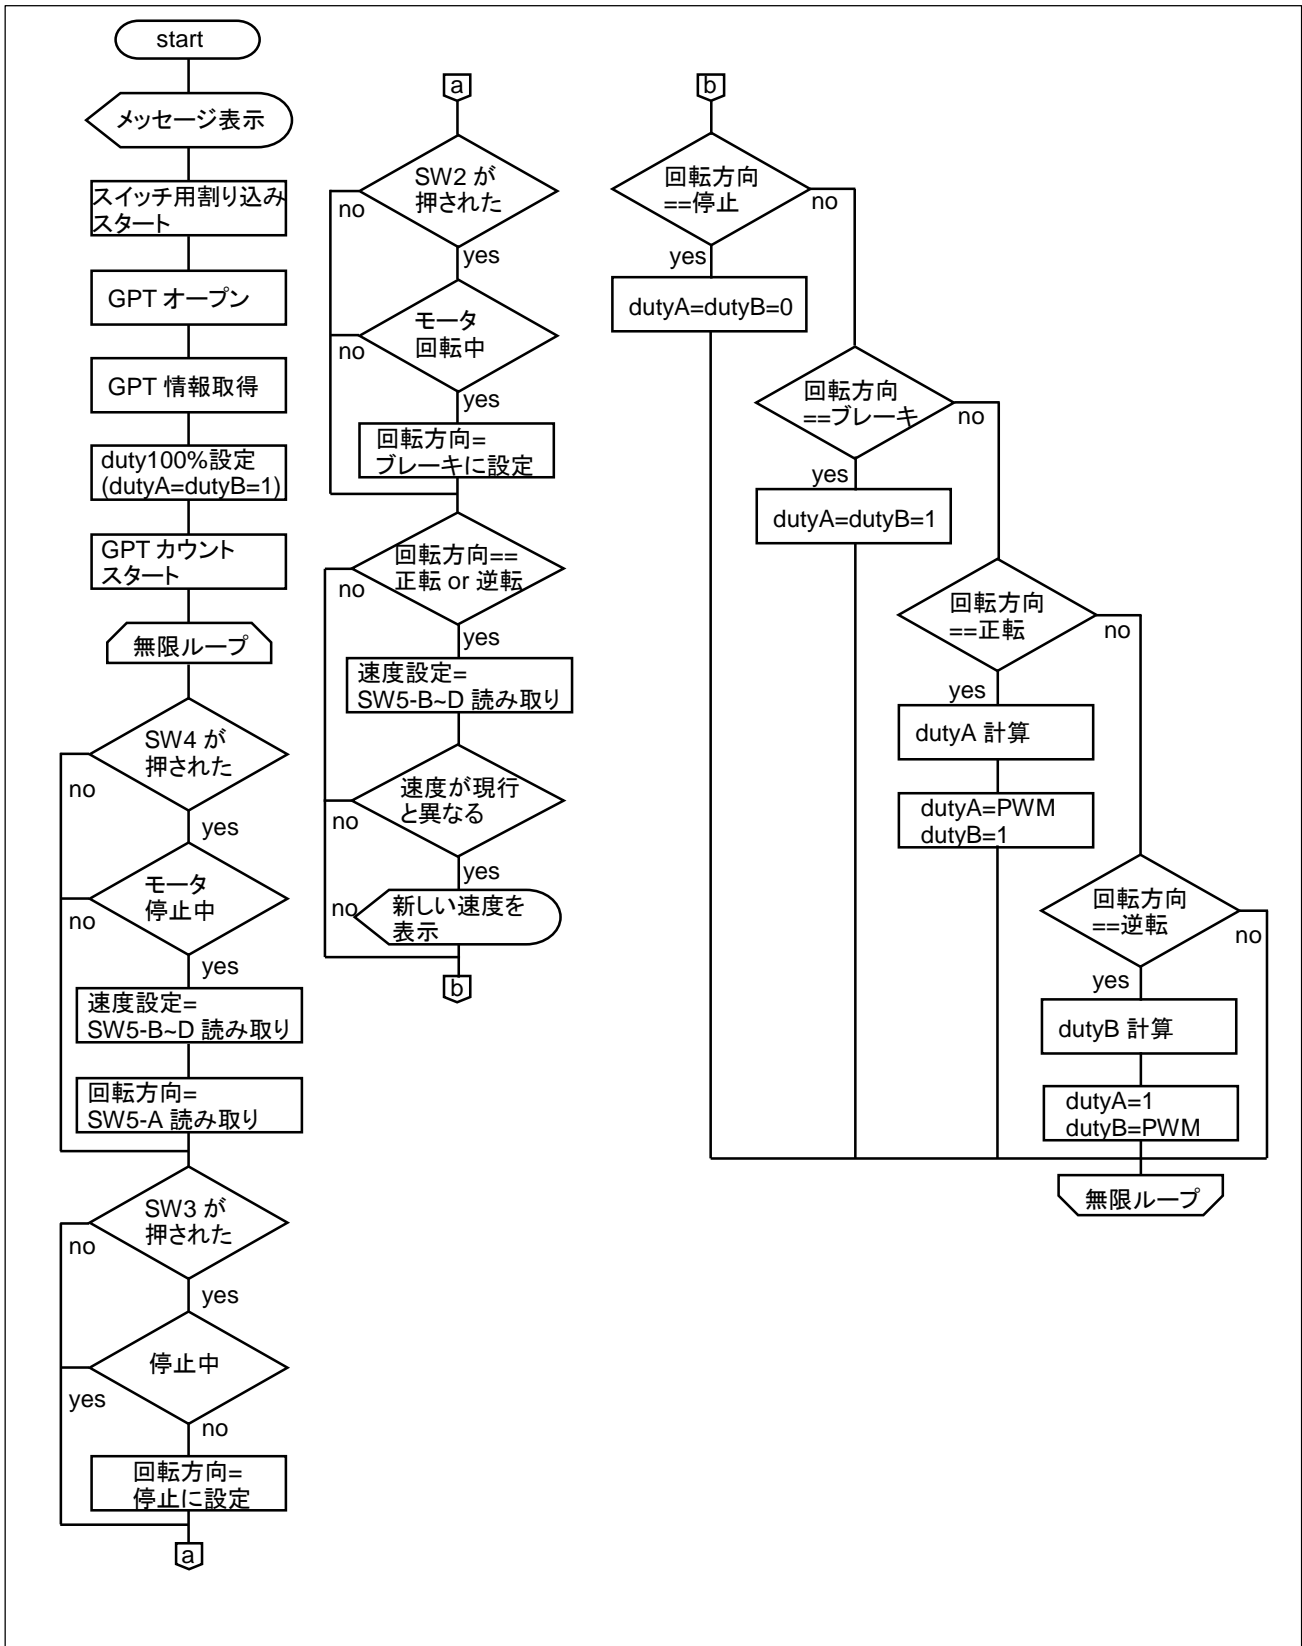 start
メッセージ表示
スイッチ用割り込み
スタート
GPT オープン
GPT 情報取得
duty100%設定
(dutyA=dutyB=1)
GPT カウント
スタート
無限ループ
SW4 が
押された
no
yes
モータ
停止中
no
yes
速度設定=
SW5-B~D 読み取り
回転方向=
SW5-A 読み取り
SW3 が
押された
no
yes
停止中
yes
no
回転方向=
停止に設定
a
a
SW2 が
押された
no
yes
モータ
回転中
no
yes
回転方向=
ブレーキに設定
回転方向==
正転 or 逆転
no
yes
速度設定=
SW5-B~D 読み取り
速度が現行
と異なる
no
yes
no
新しい速度を
表示
b
b
回転方向
==停止
no
yes
dutyA=dutyB=0
回転方向
==ブレーキ
no
yes
dutyA=dutyB=1
回転方向
==正転
no
yes
dutyA 計算
dutyA=PWM
dutyB=1
回転方向
==逆転
no
yes
dutyB 計算
dutyA=1
dutyB=PWM
無限ループ